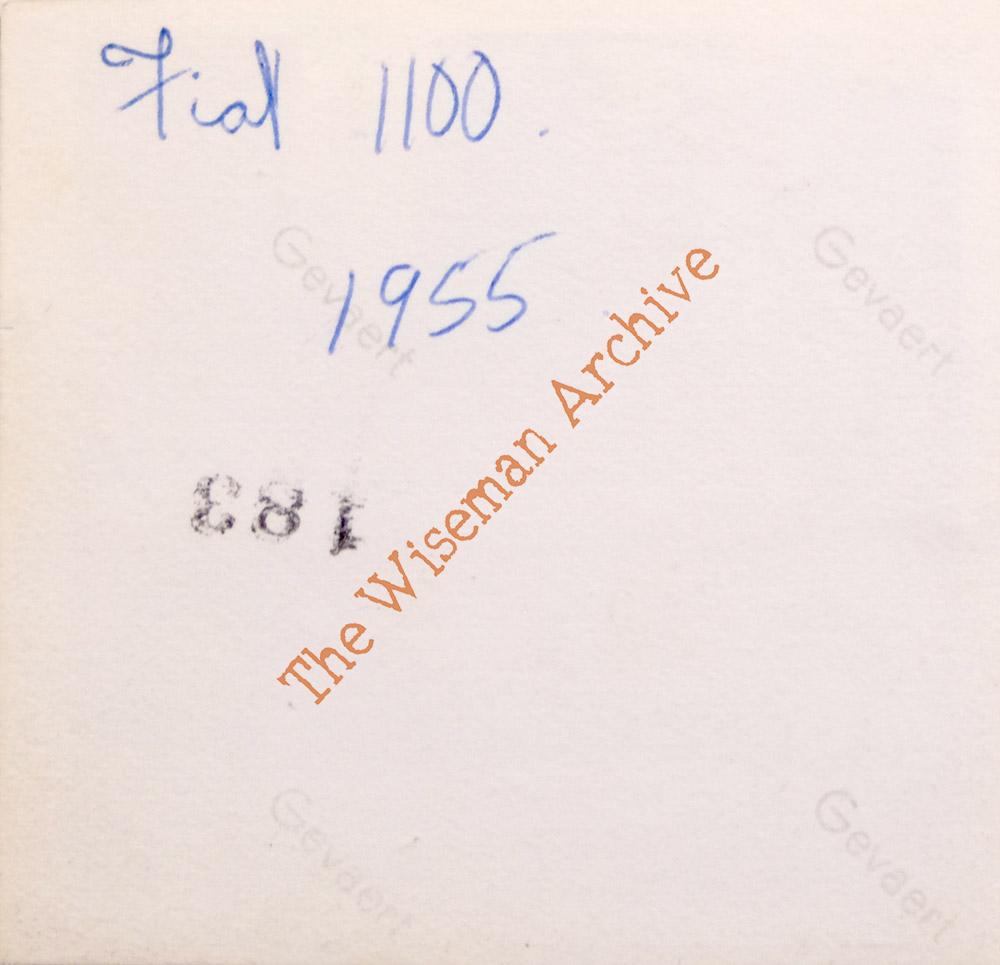 Fiat 1100.
1955
Gevaert
Gevaert
183
The Wiseman Archive
Gevaert
Gevaert